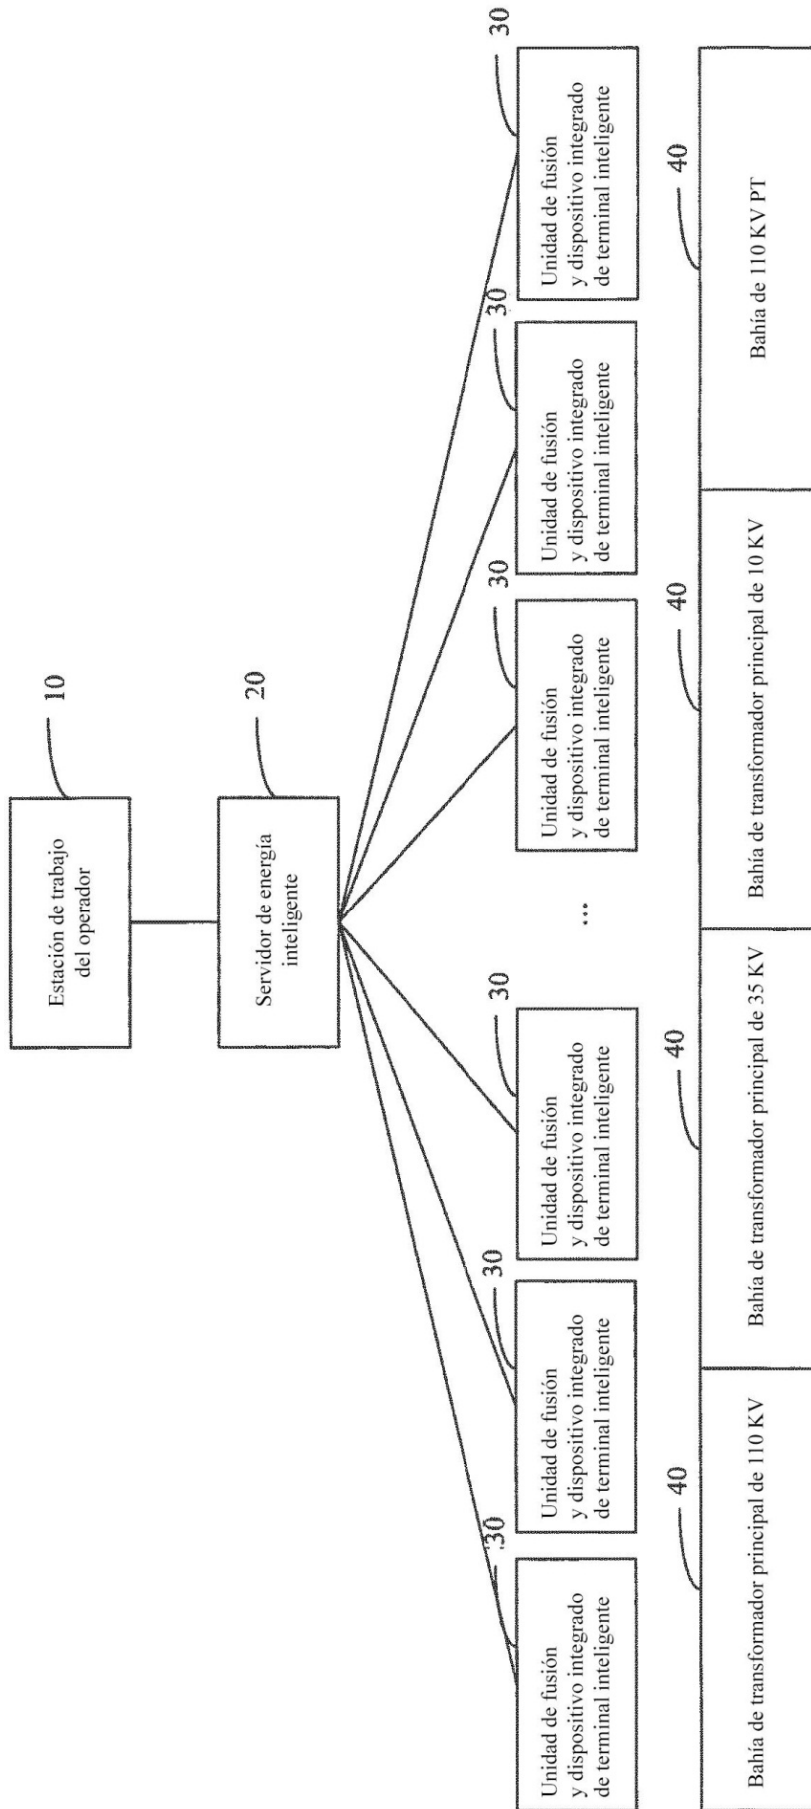 10
Estación de trabajo
del operador
20
Servidor de energía
inteligente
30
Unidad de fusión
y dispositivo integrado
de terminal inteligente
30
Unidad de fusión
y dispositivo integrado
de terminal inteligente
30
Unidad de fusión
y dispositivo integrado
de terminal inteligente
...
30
Unidad de fusión
y dispositivo integrado
de terminal inteligente
30
Unidad de fusión
y dispositivo integrado
de terminal inteligente
30
Unidad de fusión
y dispositivo integrado
de terminal inteligente
40
Bahía de transformador principal de 110 KV
40
Bahía de transformador principal de 35 KV
40
Bahía de transformador principal de 10 KV
40
Bahía de 110 KV PT